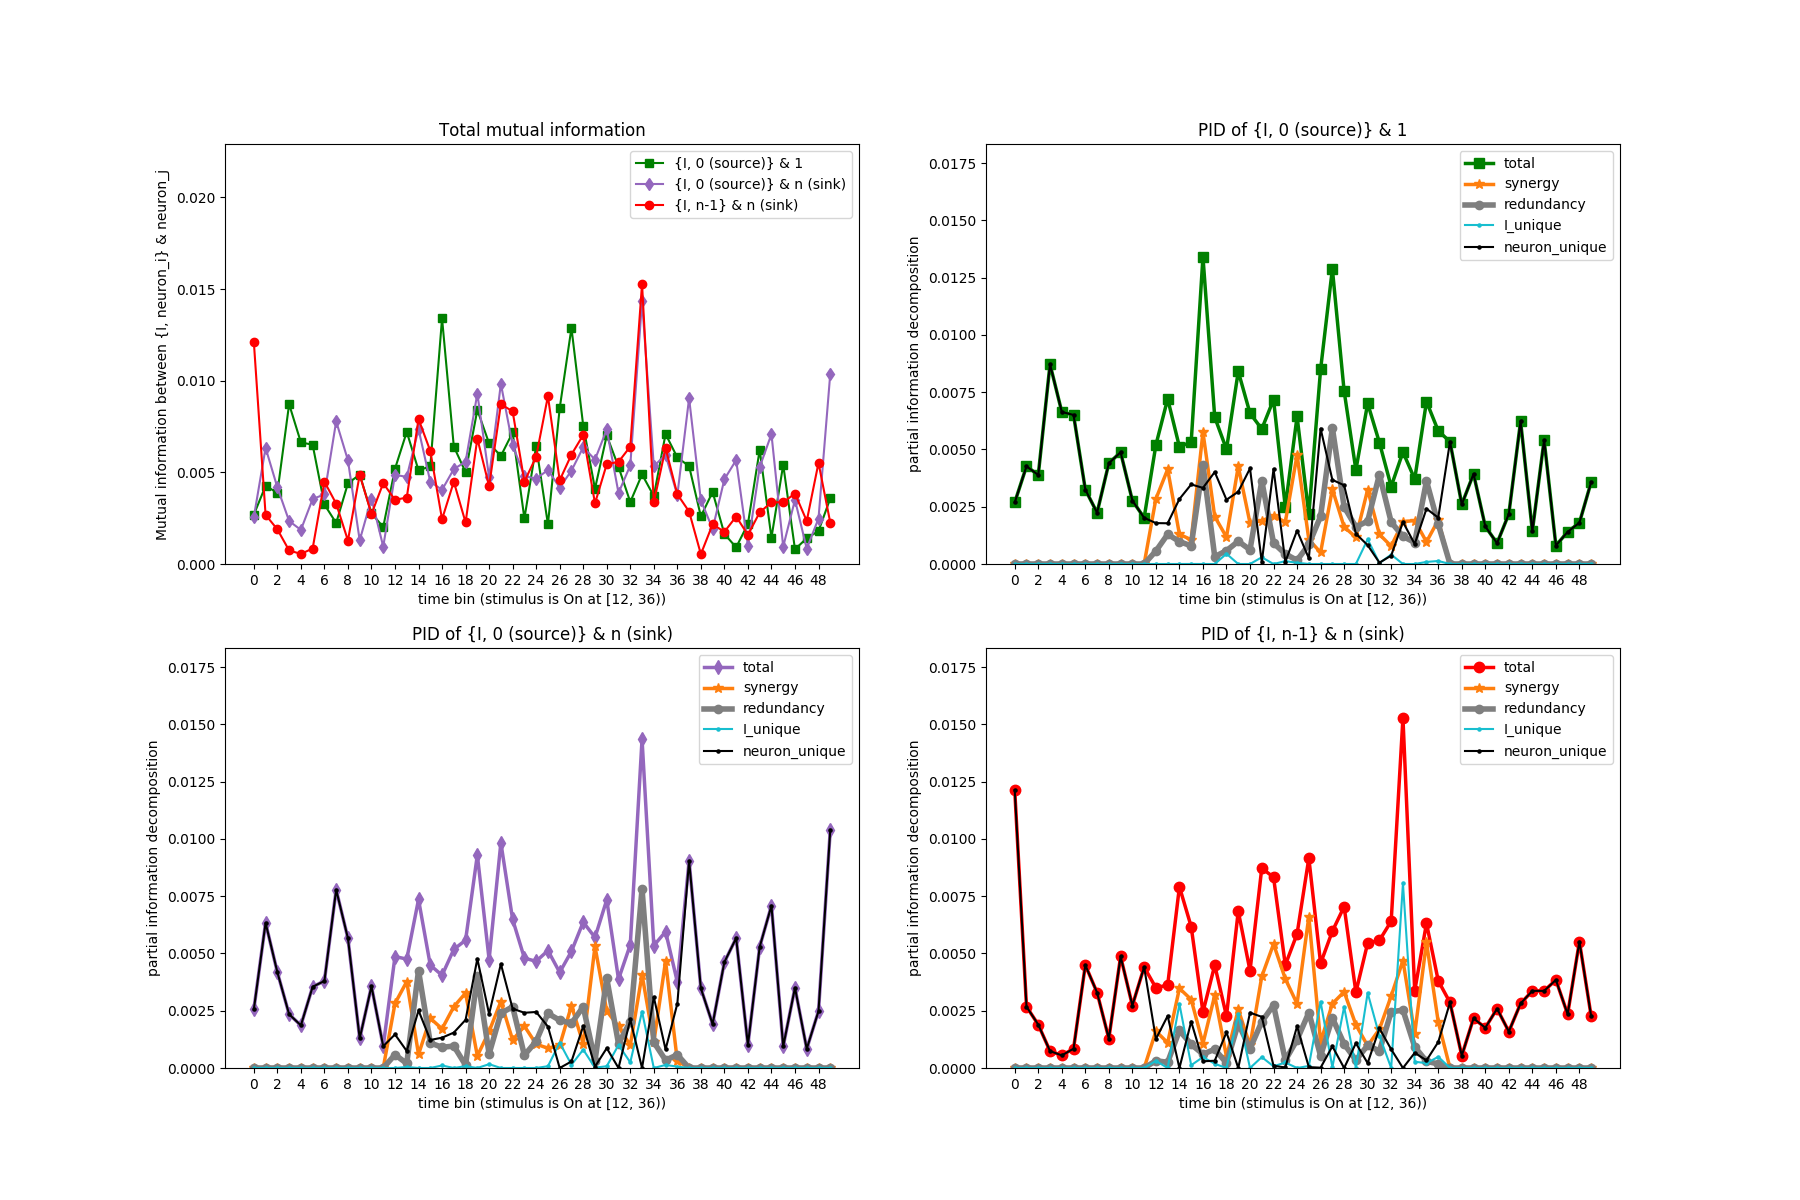 Total mutual information
Mutual information between {I, neuron_i} & neuron_j
0.020
0.015
0.010
0.005
0.000
{I, 0 (source)} & 1
{I, 0 (source)} & n (sink)
{I, n-1} & n (sink)
0 2 4 6 8 10 12 14 16 18 20 22 24 26 28 30 32 34 36 38 40 42 44 46 48
time bin (stimulus is On at [12, 36))
PID of {I, 0 (source)} & 1
partial information decomposition
0.0175
0.0150
0.0125
0.0100
0.0075
0.0050
0.0025
0.0000
total
synergy
redundancy
I_unique
neuron_unique
0 2 4 6 8 10 12 14 16 18 20 22 24 26 28 30 32 34 36 38 40 42 44 46 48
time bin (stimulus is On at [12, 36))
PID of {I, 0 (source)} & n (sink)
partial information decomposition
0.0175
0.0150
0.0125
0.0100
0.0075
0.0050
0.0025
0.0000
total
synergy
redundancy
I_unique
neuron_unique
0 2 4 6 8 10 12 14 16 18 20 22 24 26 28 30 32 34 36 38 40 42 44 46 48
time bin (stimulus is On at [12, 36))
PID of {I, n-1} & n (sink)
partial information decomposition
0.0175
0.0150
0.0125
0.0100
0.0075
0.0050
0.0025
0.0000
total
synergy
redundancy
I_unique
neuron_unique
0 2 4 6 8 10 12 14 16 18 20 22 24 26 28 30 32 34 36 38 40 42 44 46 48
time bin (stimulus is On at [12, 36))